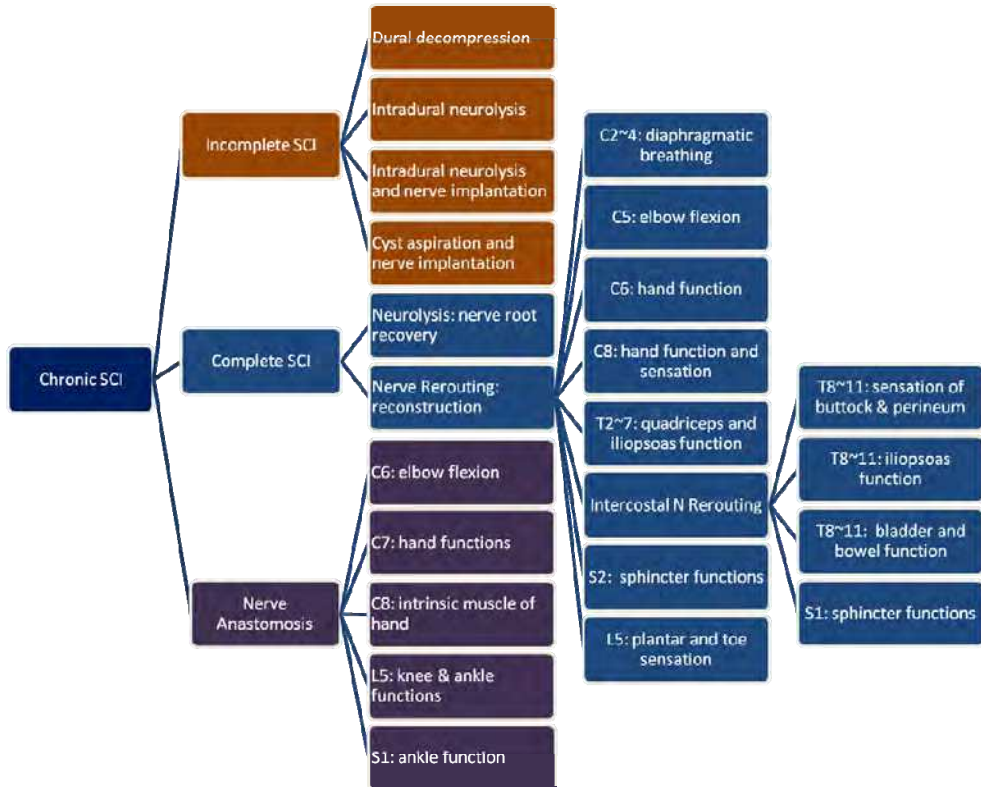 Chronic SCI
Incomplete SCI
Dural decompression
Intradural neurolysis
Intradural neurolysis
and nerve implantation
Cyst aspiration and
nerve implantation
Complete SCI
Neurolysis: nerve root
recovery
Nerve Rerouting:
reconstruction
C2~4: diaphragmatic
breathing
C5: elbow flexion
C6: hand function
C8: hand function and
sensation
T2~7: quadriceps and
iliopsoas function
Intercostal N Rerouting
T8~11: sensation of
buttock & perineum
T8~11: iliopsoas
function
T8~11: bladder and
bowel function
S1: sphincter functions
S2: sphincter functions
L5: plantar and toe
sensation
Nerve
Anastomosis
C6: elbow flexion
C7: hand functions
C8: intrinsic muscle of
hand
L5: knee & ankle
functions
S1: ankle function